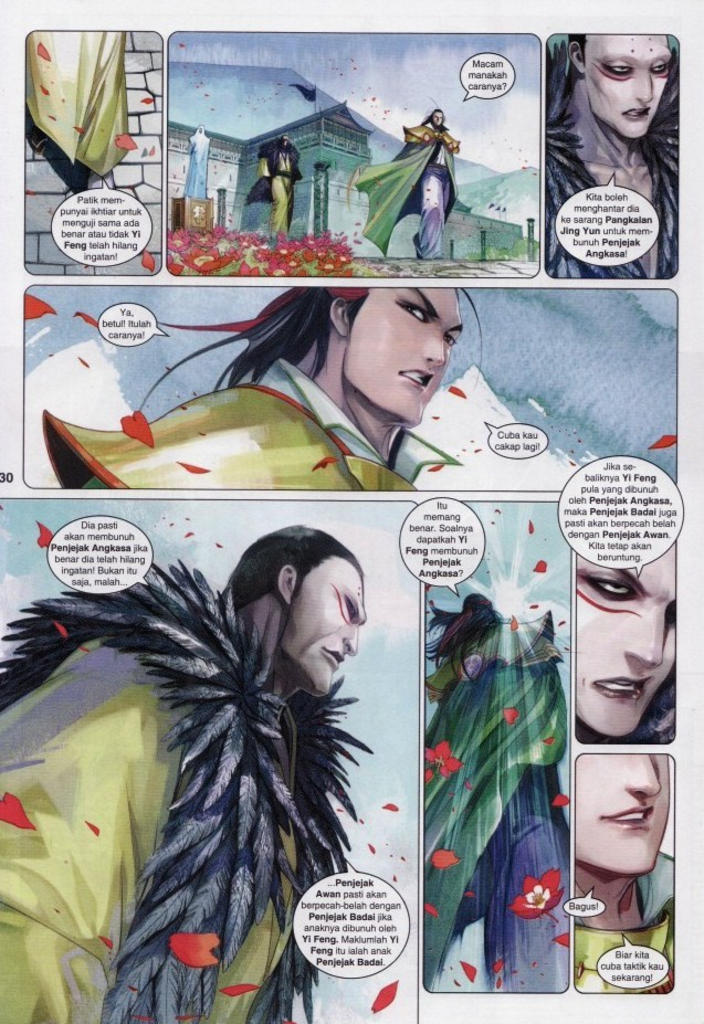 Patik mem-
punyai ikhtiar untuk
menguji sama ada
benar atau tidak Yi
Feng telah hilang
ingatan!
Macam
manakah
caranya?
Kita boleh
menghantar dia
ke sarang Pangkalan
Jing Yun untuk mem-
bunuh Penjejak
Angkasa!
Ya,
betul! Itulah
caranya!
Cuba kau
cakap lagi!
30
Dia pasti
akan membunuh
Penjejak Angkasa jika
benar dia telah hilang
ingatan! Bukan itu
saja, malah...
...Penjejak
Awan pasti akan
berpecah-belah dengan
Penjejak Badai jika
anaknya dibunuh oleh
Yi Feng. Maklumlah Yi
Feng itu ialah anak
Penjejak Badai.
Itu
memang
benar. Soalnya
dapatkah Yi
Feng membunuh
Penjejak
Angkasa?
Jika se-
baliknya Yi Feng
pula yang dibunuh
oleh Penjejak Angkasa,
maka Penjejak Badai juga
pasti akan berpecah belah
dengan Penjejak Awan.
Kita tetap akan
beruntung!
Bagus!
Biar kita
cuba taktik kau
sekarang!